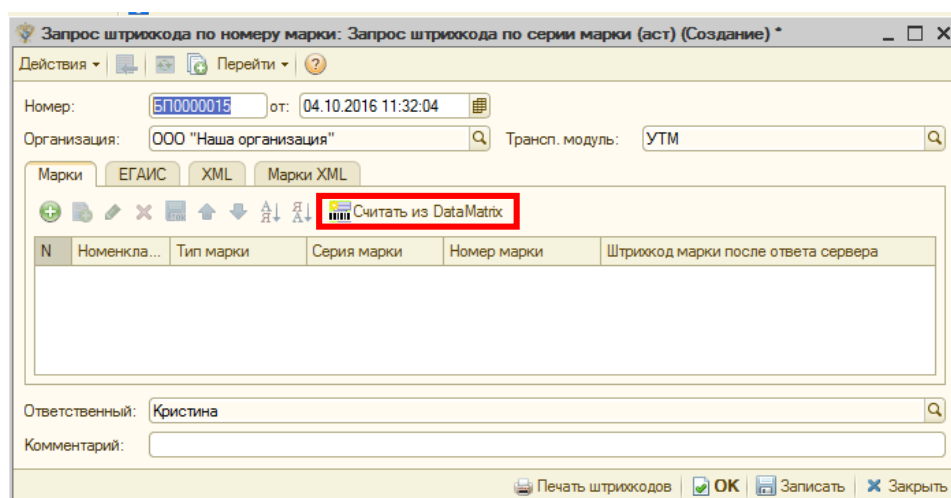 Запрос штрихкода по номеру марки: Запрос штрихкода по серии марки (аст) (Создание) *
Действия Перейти
Номер: БП0000015 от: 04.10.2016 11:32:04
Организация: ООО "Наша организация" Трансп. модуль: УТМ
Марки ЕГАИС XML Марки XML
Считать из DataMatrix
N Номенкла... Тип марки Серия марки Номер марки Штрихкод марки после ответа сервера
Ответственный: Кристина
Комментарий:
Печать штрихкодов OK Записать Закрыть